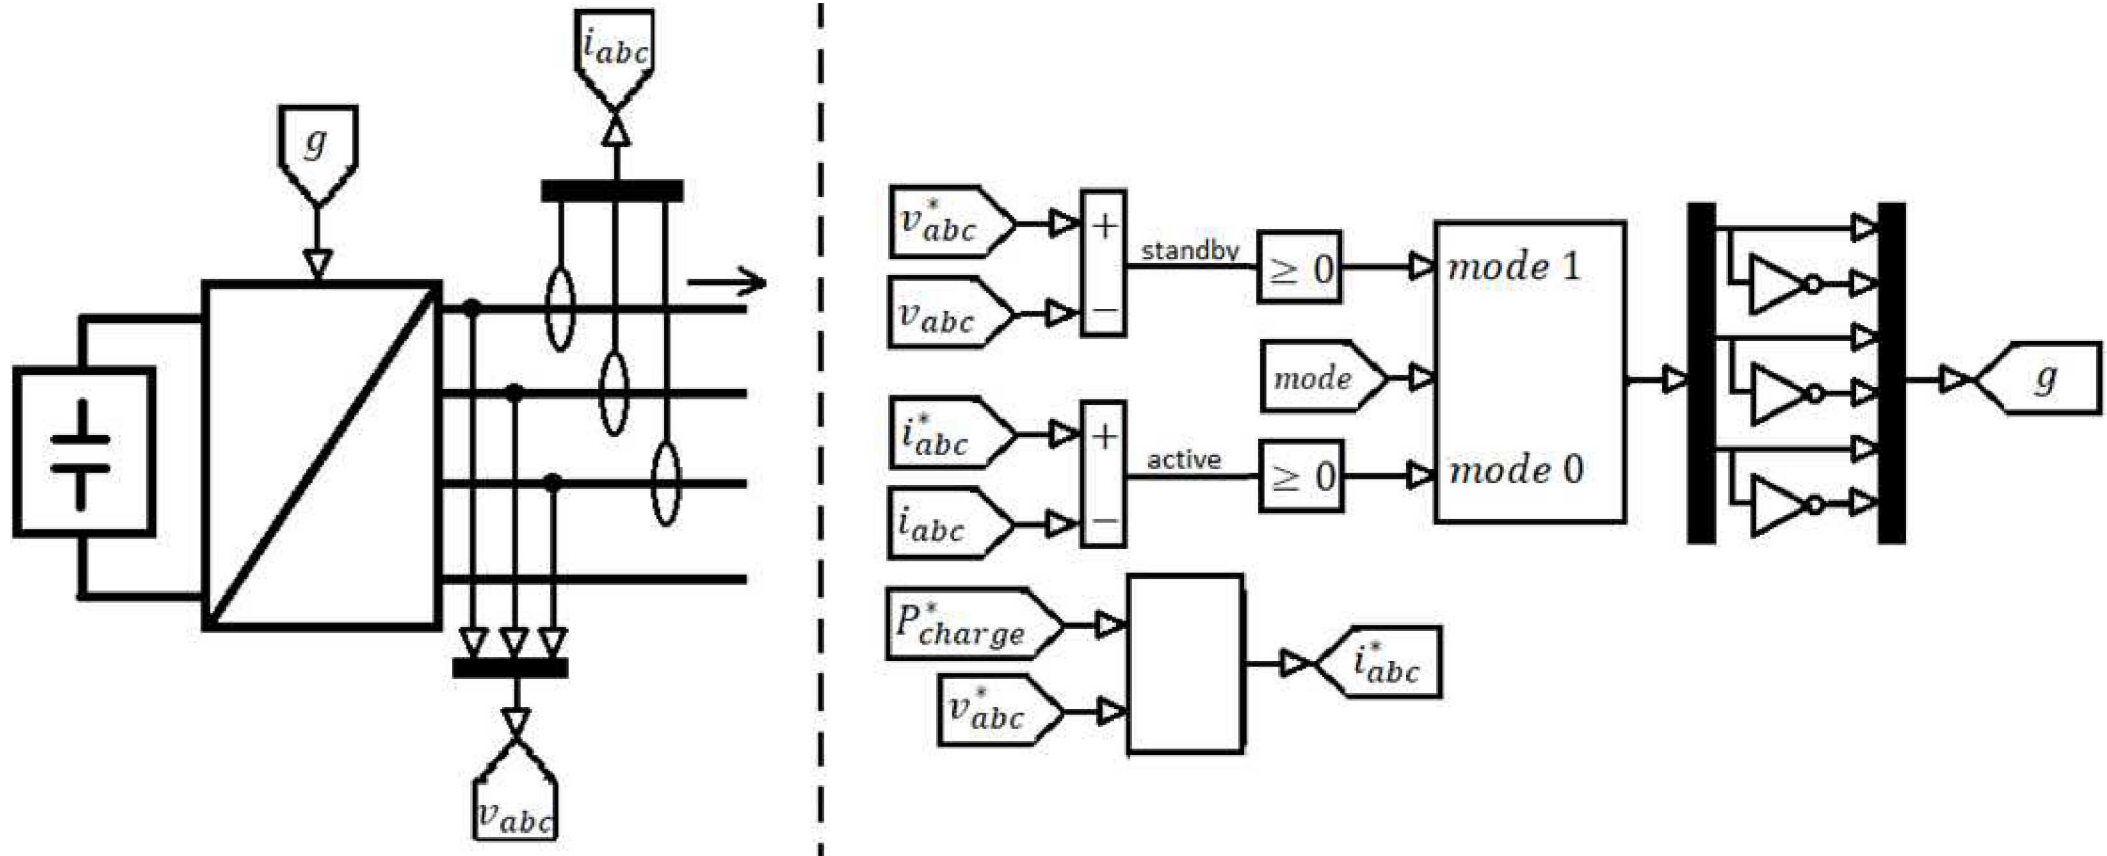 i_abc
g
v_abc
v*_abc
+
standby
≥ 0
mode 1
v_abc
−
mode
i*_abc
+
active
≥ 0
mode 0
i_abc
−
g
P*_charge
v*_abc
i*_abc